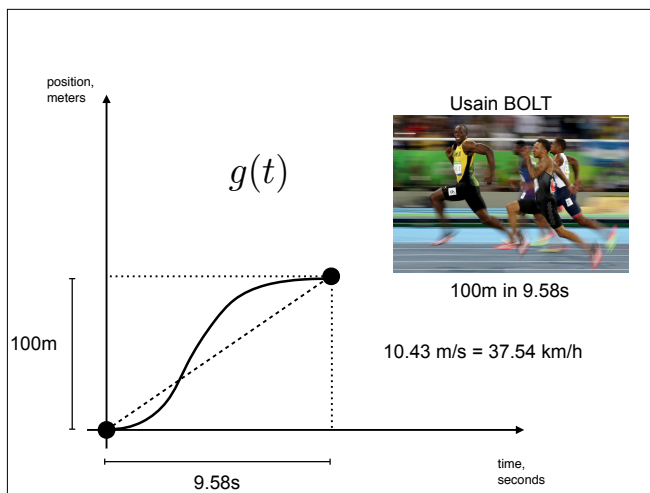 position,
meters
Usain BOLT
g(t)
100m in 9.58s
100m
10.43 m/s = 37.54 km/h
9.58s
time,
seconds